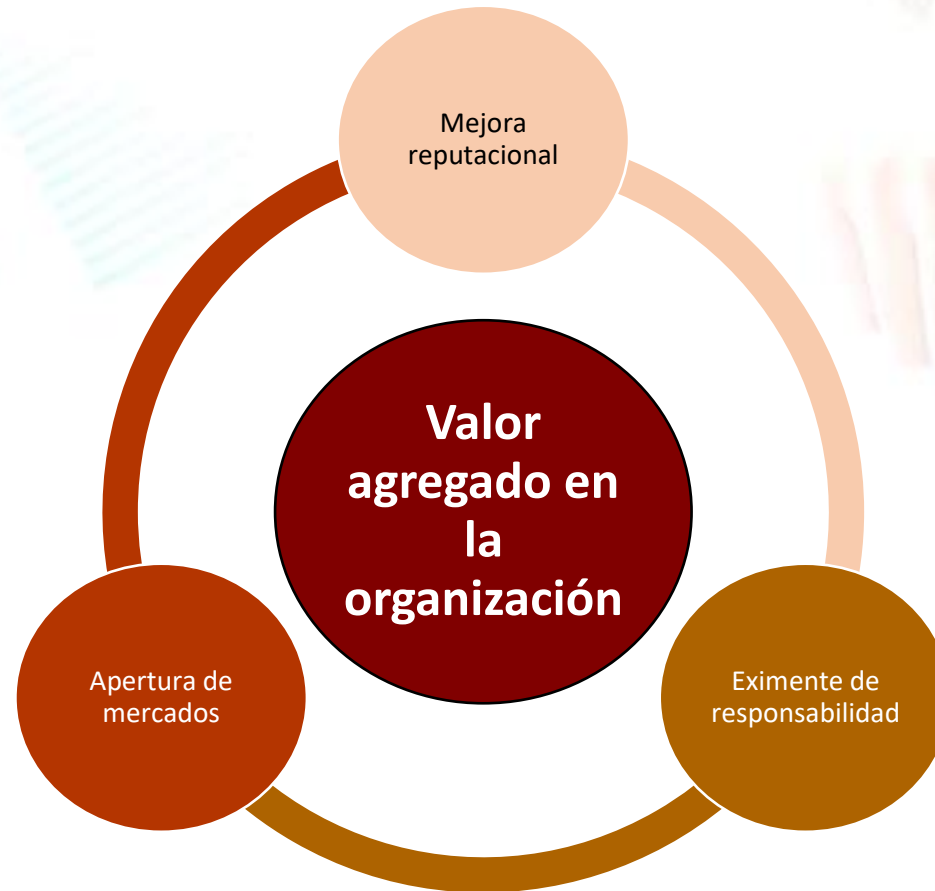 Mejora
reputacional
Valor
agregado en
la
organización
Apertura de
mercados
Eximente de
responsabilidad